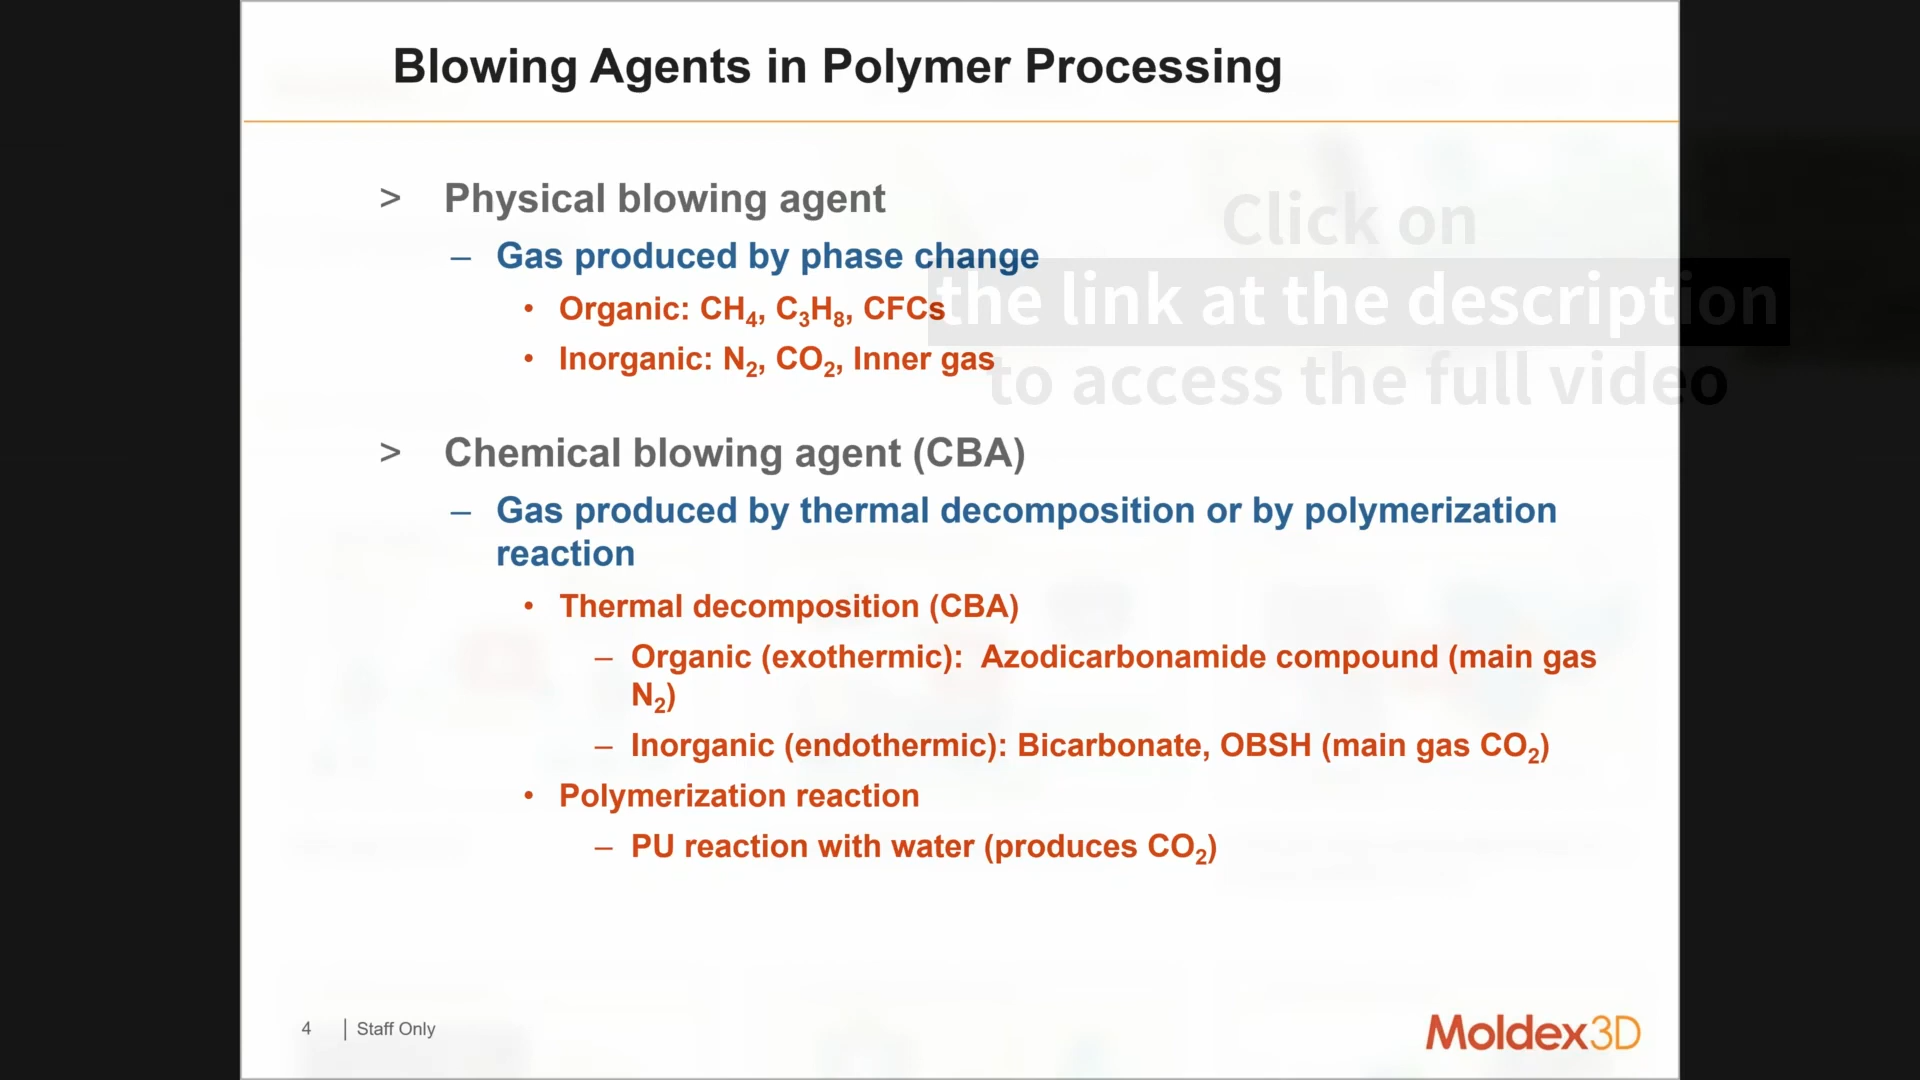 Blowing Agents in Polymer Processing
> Physical blowing agent
– Gas produced by phase change
• Organic: CH₄, C₃H₈, CFCs
• Inorganic: N₂, CO₂, Inner gas
Click on
the link at the description
to access the full video
> Chemical blowing agent (CBA)
– Gas produced by thermal decomposition or by polymerization
reaction
• Thermal decomposition (CBA)
– Organic (exothermic): Azodicarbonamide compound (main gas
N₂)
– Inorganic (endothermic): Bicarbonate, OBSH (main gas CO₂)
• Polymerization reaction
– PU reaction with water (produces CO₂)
4 | Staff Only
Moldex3D